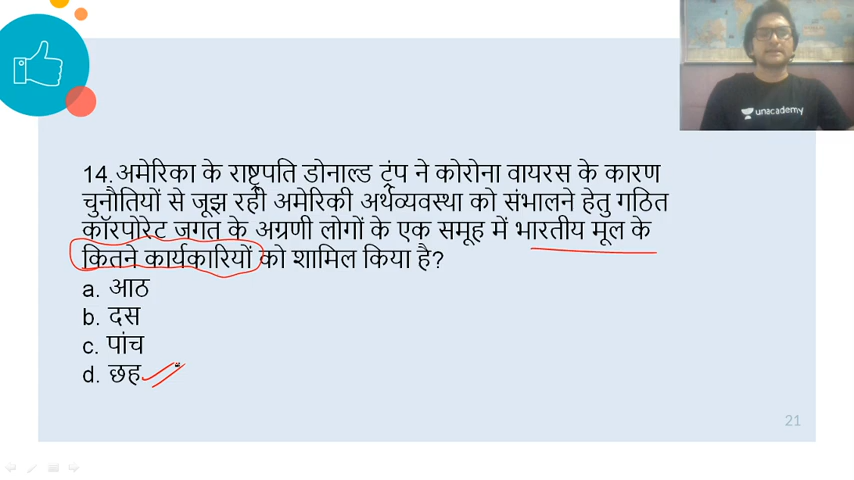 unacademy
14.अमेरिका के राष्ट्रपति डोनाल्ड ट्रंप ने कोरोना वायरस के कारण
चुनौतियों से जूझ रही अमेरिकी अर्थव्यवस्था को संभालने हेतु गठित
कॉरपोरेट जगत के अग्रणी लोगों के एक समूह में भारतीय मूल के
कितने कार्यकारियों को शामिल किया है?
a. आठ
b. दस
c. पांच
d. छह
21